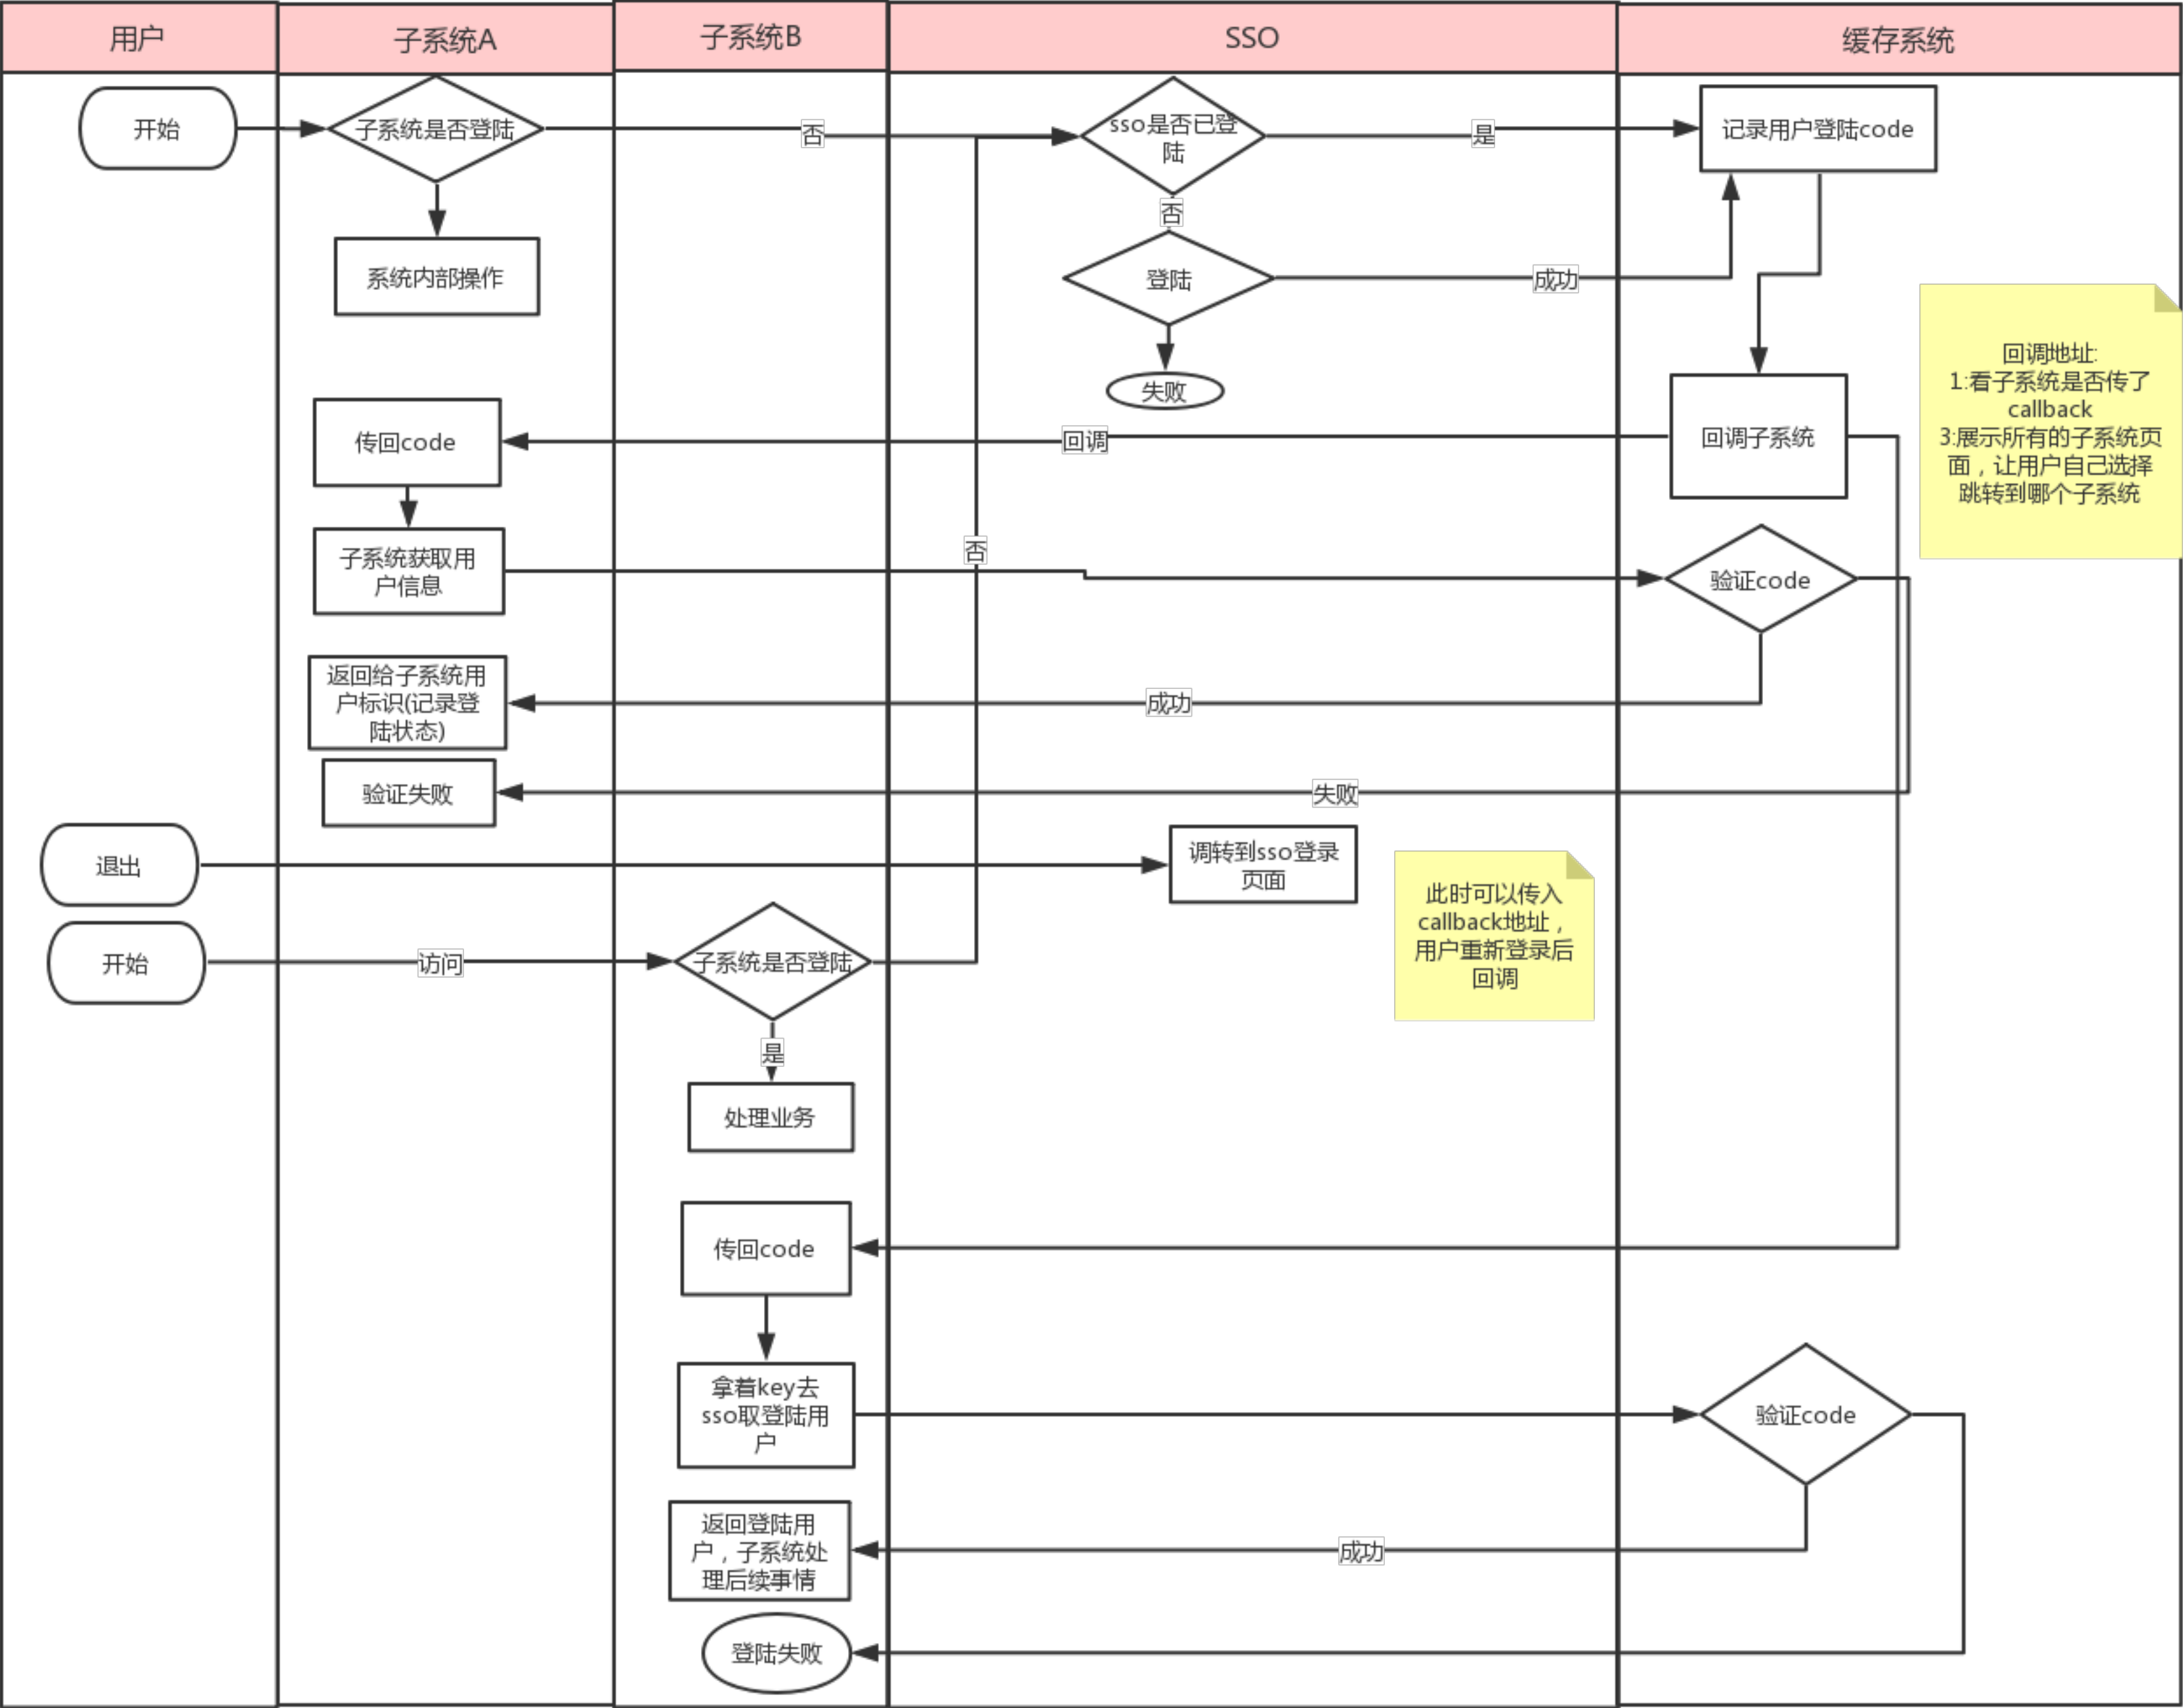 用户
子系统A
子系统B
SSO
缓存系统
开始
子系统是否登陆
否
sso是否已登
陆
是
记录用户登陆code
否
系统内部操作
登陆
成功
失败
回调地址:
1:看子系统是否传了
callback
3:展示所有的子系统页
面，让用户自己选择
跳转到哪个子系统
传回code
回调
回调子系统
否
子系统获取用
户信息
验证code
返回给子系统用
户标识(记录登
陆状态)
成功
验证失败
失败
退出
调转到sso登录
页面
此时可以传入
callback地址，
用户重新登录后
回调
开始
访问
子系统是否登陆
是
处理业务
传回code
拿着key去
sso取登陆用
户
验证code
返回登陆用
户，子系统处
理后续事情
成功
登陆失败